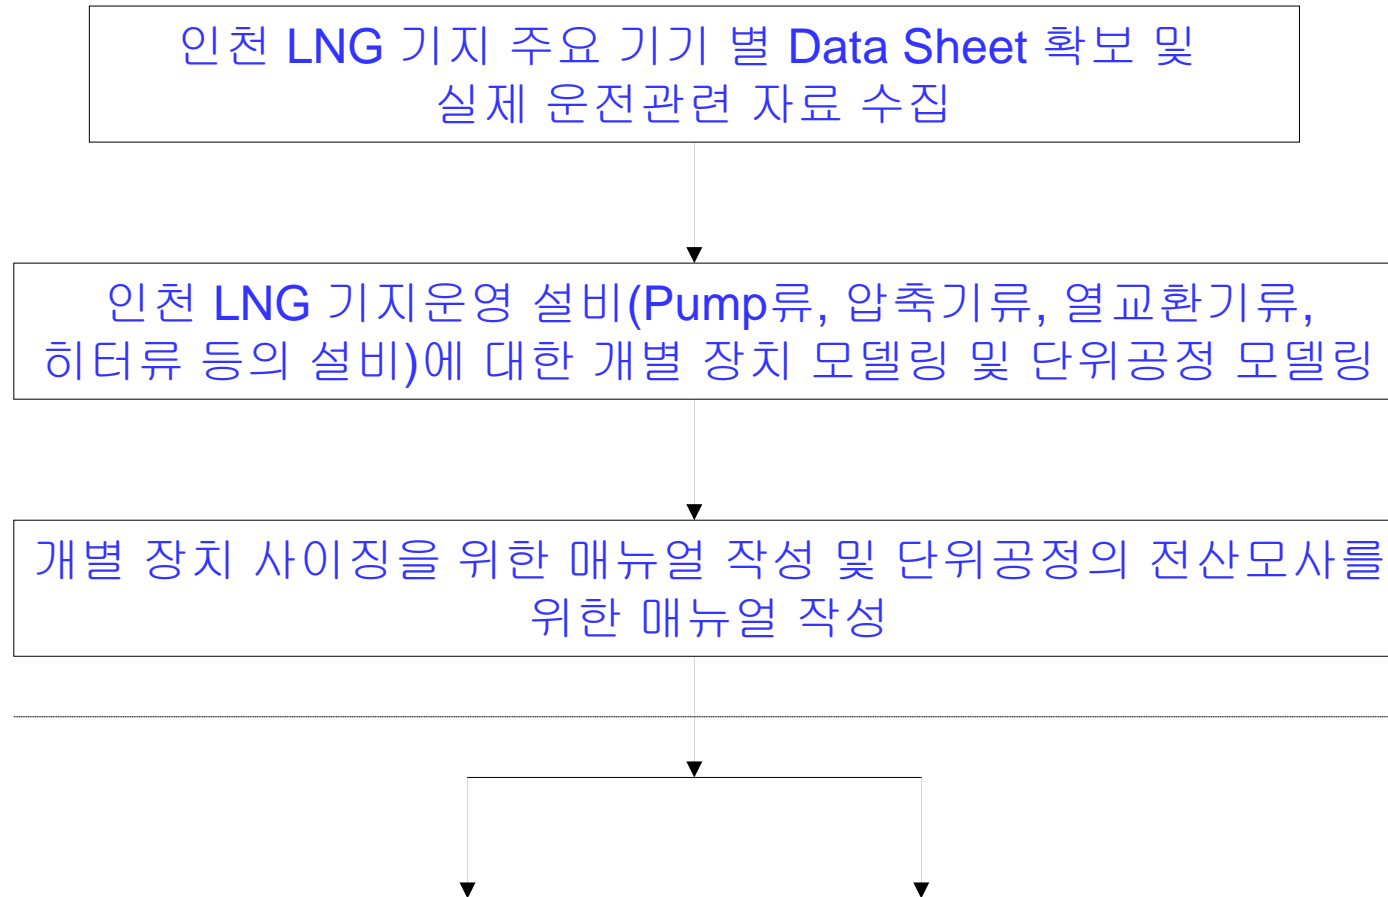 인천 LNG 기지 주요 기기 별 Data Sheet 확보 및
실제 운전관련 자료 수집
인천 LNG 기지운영 설비(Pump류, 압축기류, 열교환기류,
히터류 등의 설비)에 대한 개별 장치 모델링 및 단위공정 모델링
개별 장치 사이징을 위한 매뉴얼 작성 및 단위공정의 전산모사를
위한 매뉴얼 작성